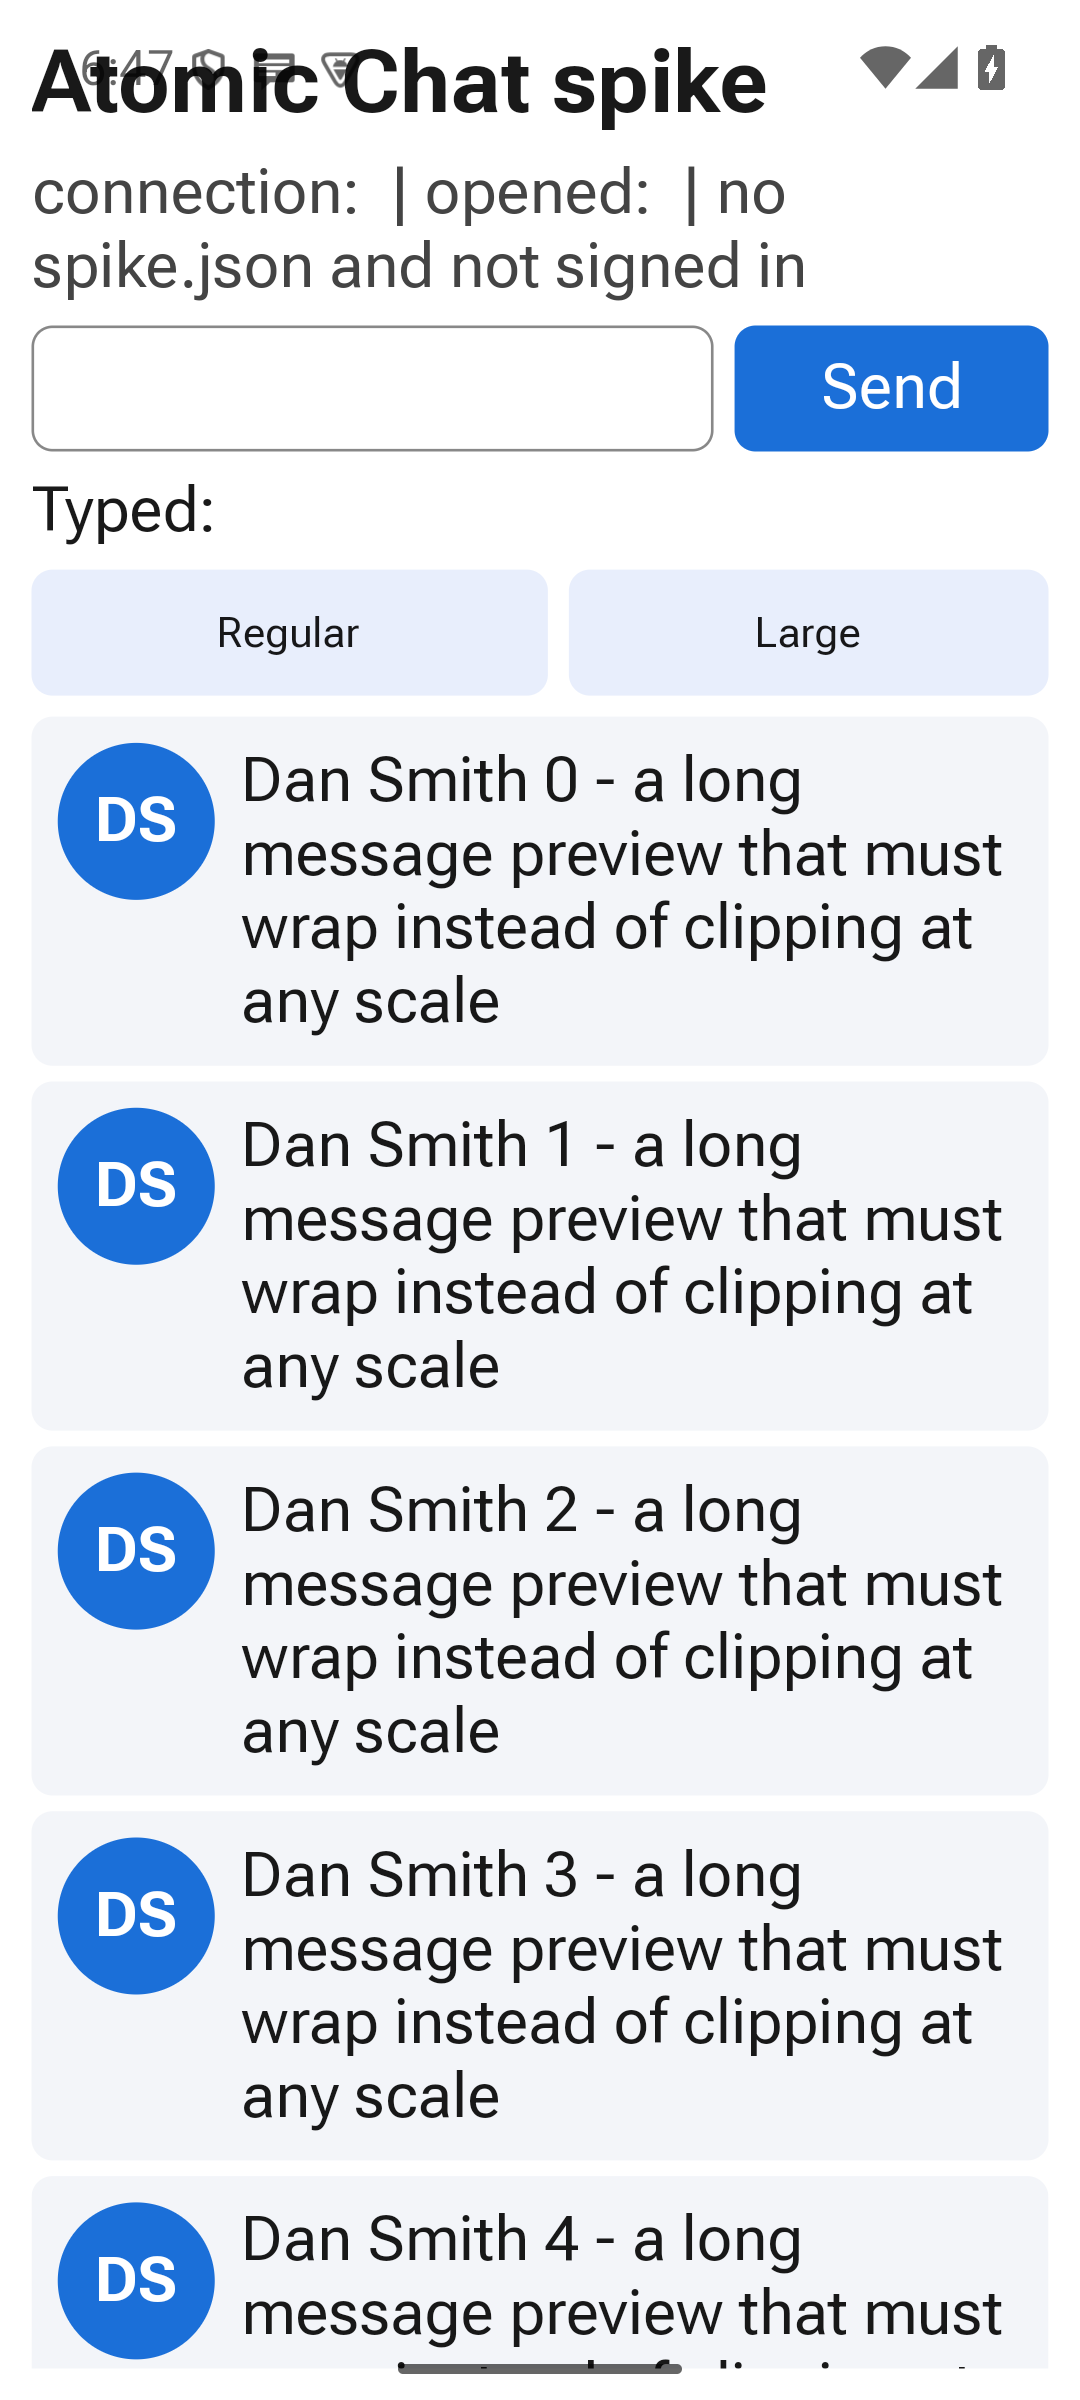 6:47
Atomic Chat spike
connection:  | opened:  | no
spike.json and not signed in
Send
Typed:
Regular
Large
DS
Dan Smith 0 - a long
message preview that must
wrap instead of clipping at
any scale
DS
Dan Smith 1 - a long
message preview that must
wrap instead of clipping at
any scale
DS
Dan Smith 2 - a long
message preview that must
wrap instead of clipping at
any scale
DS
Dan Smith 3 - a long
message preview that must
wrap instead of clipping at
any scale
DS
Dan Smith 4 - a long
message preview that must